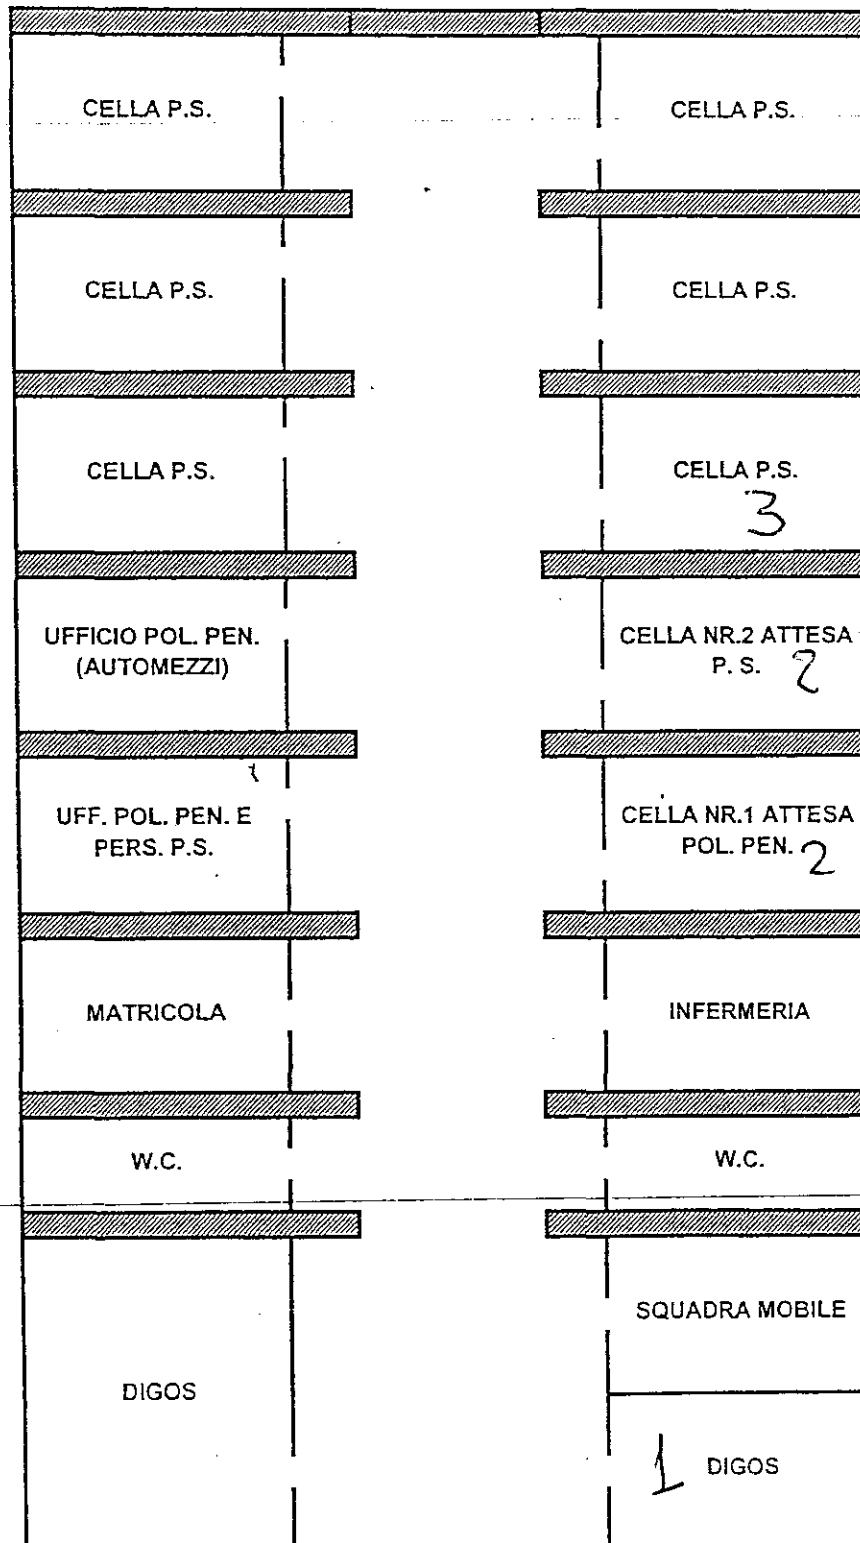 CELLA P.S.
CELLA P.S.
CELLA P.S.
CELLA P.S.
CELLA P.S.
CELLA P.S.
3
UFFICIO POL. PEN.
(AUTOMEZZI)
CELLA NR.2 ATTESA
P. S. 2
UFF. POL. PEN. E
PERS. P.S.
CELLA NR.1 ATTESA
POL. PEN. 2
MATRICOLA
INFERMERIA
W.C.
W.C.
SQUADRA MOBILE
DIGOS
1 DIGOS